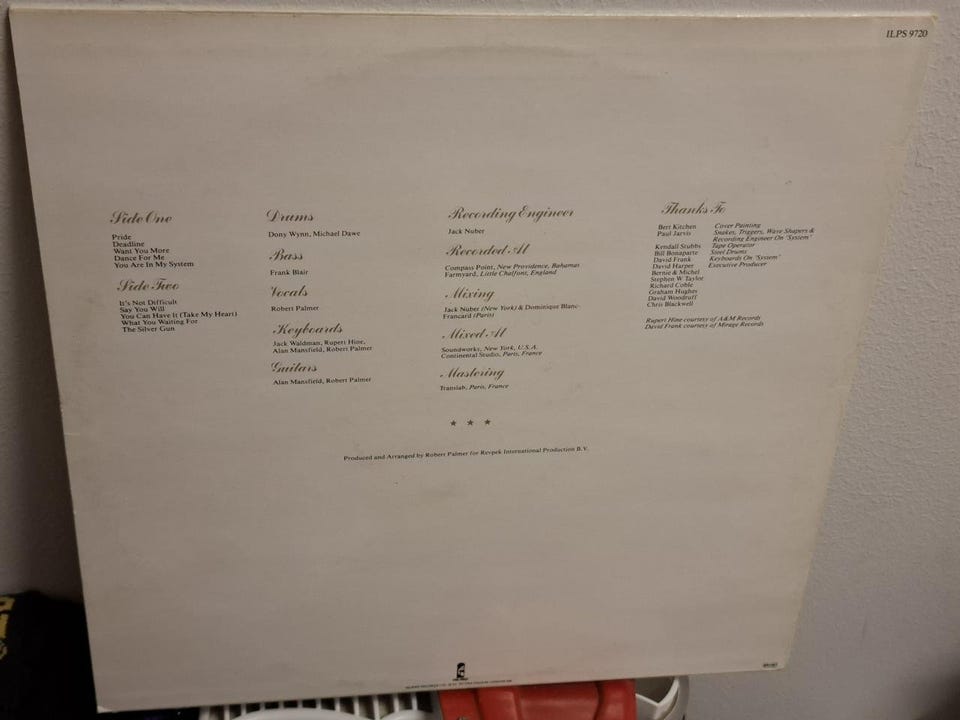 ILPS 9720
Side One
Pride
Deadline
Want You More
Dance For Me
You Are In My System
Side Two
It's Not Difficult
Say You Will
You Can Have It (Take My Heart)
What You Waiting For
The Silver Gun
Drums
Dony Wynn, Michael Dawe
Bass
Frank Blair
Vocals
Robert Palmer
Keyboards
Jack Waldman, Rupert Hine,
Alan Mansfield, Robert Palmer
Guitars
Alan Mansfield, Robert Palmer
Recording Engineer
Jack Nuber
Recorded At
Compass Point, New Providence, Bahamas
Farmyard, Little Chalfont, England
Mixing
Jack Nuber (New York) & Dominique Blanc-
Francard (Paris)
Mixed At
Soundworks, New York, U.S.A.
Continental Studio, Paris, France
Mastering
Translab, Paris, France
Thanks To
Bert Kitchen Cover Painting
Paul Jarvis Snakes, Triggers, Wave Shapers &
Recording Engineer On "System"
Kendall Stubbs Tape Operator
Bill Bonaparte Steel Drums
David Frank Keyboards On "System"
David Harper Executive Producer
Bernie & Michel
Stephen W. Taylor
Richard Coble
Graham Hughes
David Woodruff
Chris Blackwell
Rupert Hine courtesy of A&M Records
David Frank courtesy of Mirage Records
★ ★ ★
Produced and Arranged by Robert Palmer for Revpek International Production B.V.